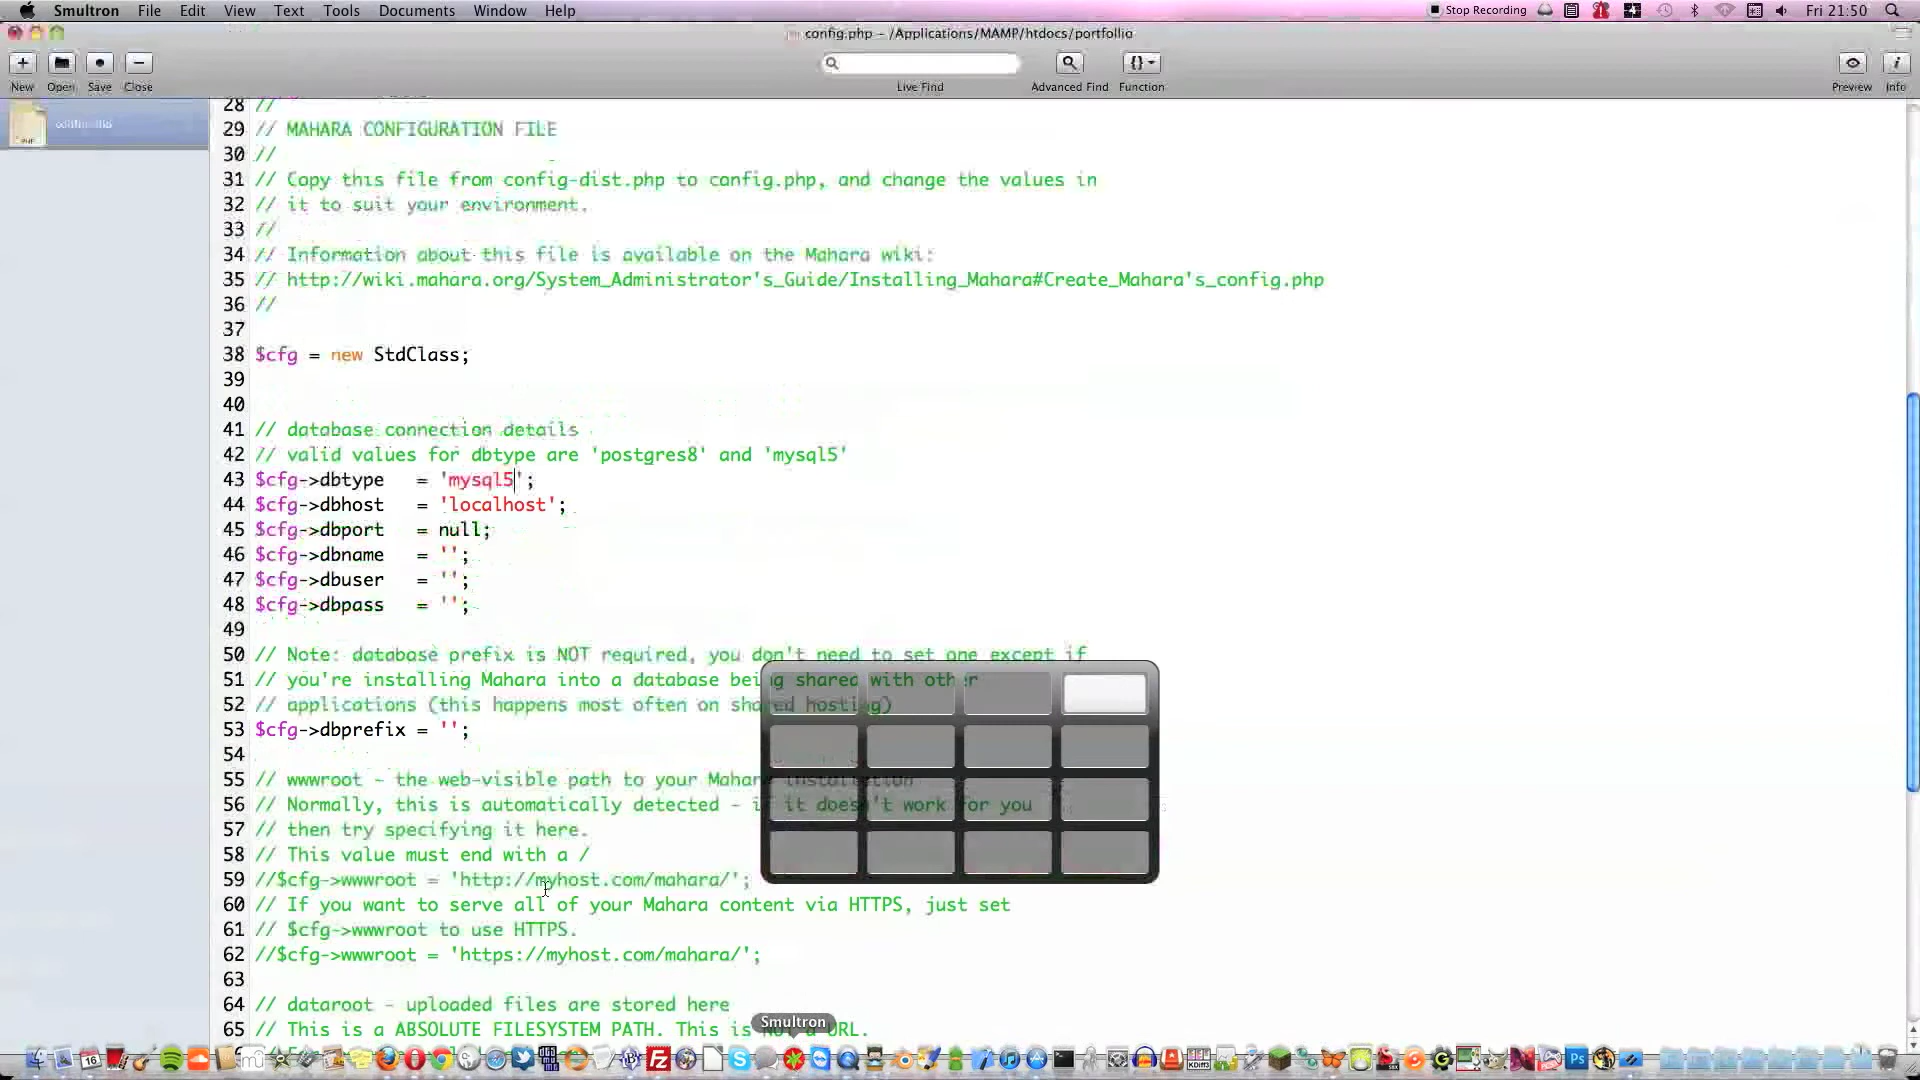 Smultron File Edit View Text Tools Documents Window Help Stop Recording Fri 21:50
config.php – /Applications/MAMP/htdocs/portfollio
New Open Save Close Live Find Advanced Find Function Preview Info
28 //
29 // MAHARA CONFIGURATION FILE
30 //
31 // Copy this file from config-dist.php to config.php, and change the values in
32 // it to suit your environment.
33 //
34 // Information about this file is available on the Mahara wiki:
35 // http://wiki.mahara.org/System_Administrator's_Guide/Installing_Mahara#Create_Mahara's_config.php
36 //
37
38 $cfg = new StdClass;
39
40
41 // database connection details
42 // valid values for dbtype are 'postgres8' and 'mysql5'
43 $cfg->dbtype = 'mysql5';
44 $cfg->dbhost = 'localhost';
45 $cfg->dbport = null;
46 $cfg->dbname = '';
47 $cfg->dbuser = '';
48 $cfg->dbpass = '';
49
50 // Note: database prefix is NOT required, you don't need to set one except if
51 // you're installing Mahara into a database being shared with other
52 // applications (this happens most often on shared hosting)
53 $cfg->dbprefix = '';
54
55 // wwwroot - the web-visible path to your Mahara installation
56 // Normally, this is automatically detected - if it doesn't work for you
57 // then try specifying it here.
58 // This value must end with a /
59 //$cfg->wwwroot = 'http://myhost.com/mahara/';
60 // If you want to serve all of your Mahara content via HTTPS, just set
61 // $cfg->wwwroot to use HTTPS.
62 //$cfg->wwwroot = 'https://myhost.com/mahara/';
63
64 // dataroot - uploaded files are stored here
65 // This is a ABSOLUTE FILESYSTEM PATH. This is NOT a URL.
Smultron